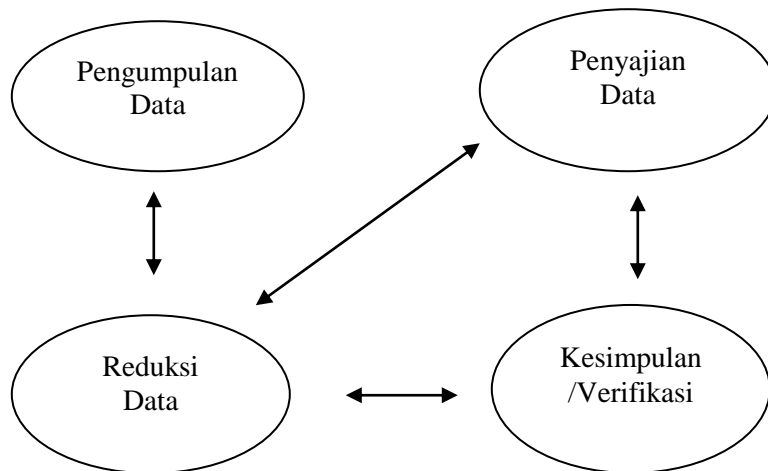 Pengumpulan
Data
Penyajian
Data
Reduksi
Data
Kesimpulan
/Verifikasi